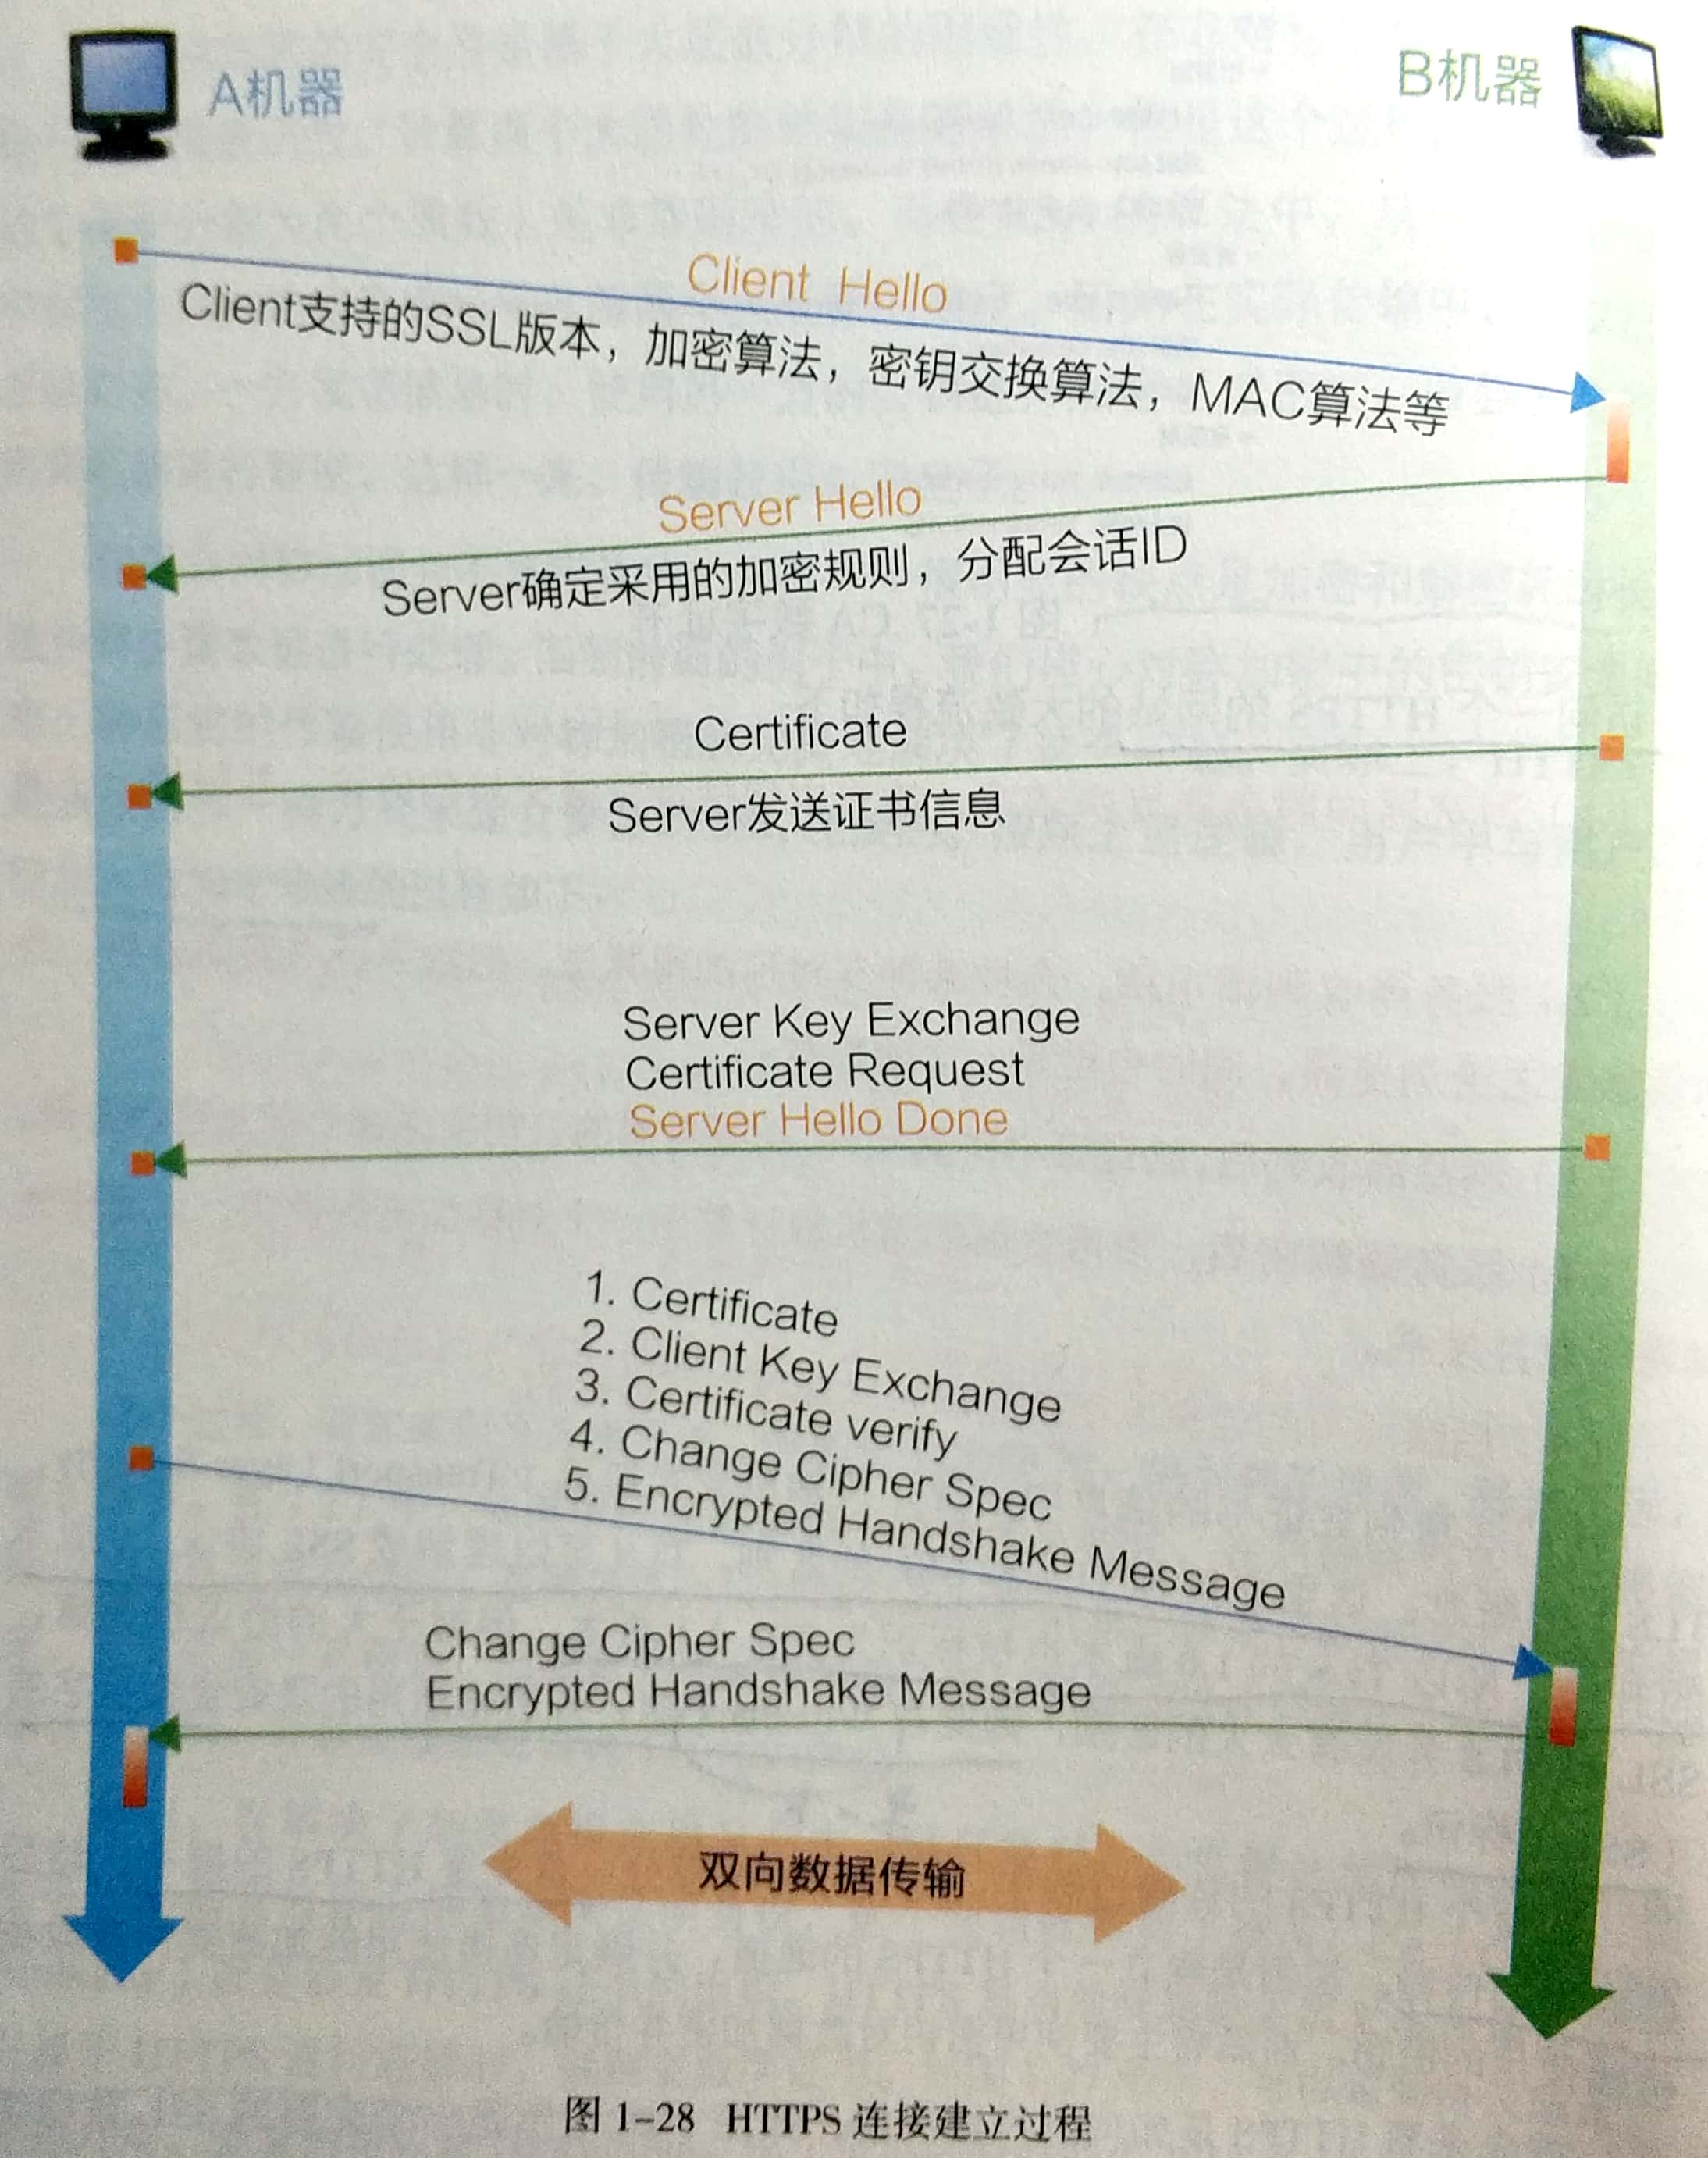 A机器
B机器
Client Hello
Client支持的SSL版本，加密算法，密钥交换算法，MAC算法等
Server Hello
Server确定采用的加密规则，分配会话ID
Certificate
Server发送证书信息
Server Key Exchange
Certificate Request
Server Hello Done
1. Certificate
2. Client Key Exchange
3. Certificate verify
4. Change Cipher Spec
5. Encrypted Handshake Message
Change Cipher Spec
Encrypted Handshake Message
双向数据传输
图 1-28 HTTPS 连接建立过程